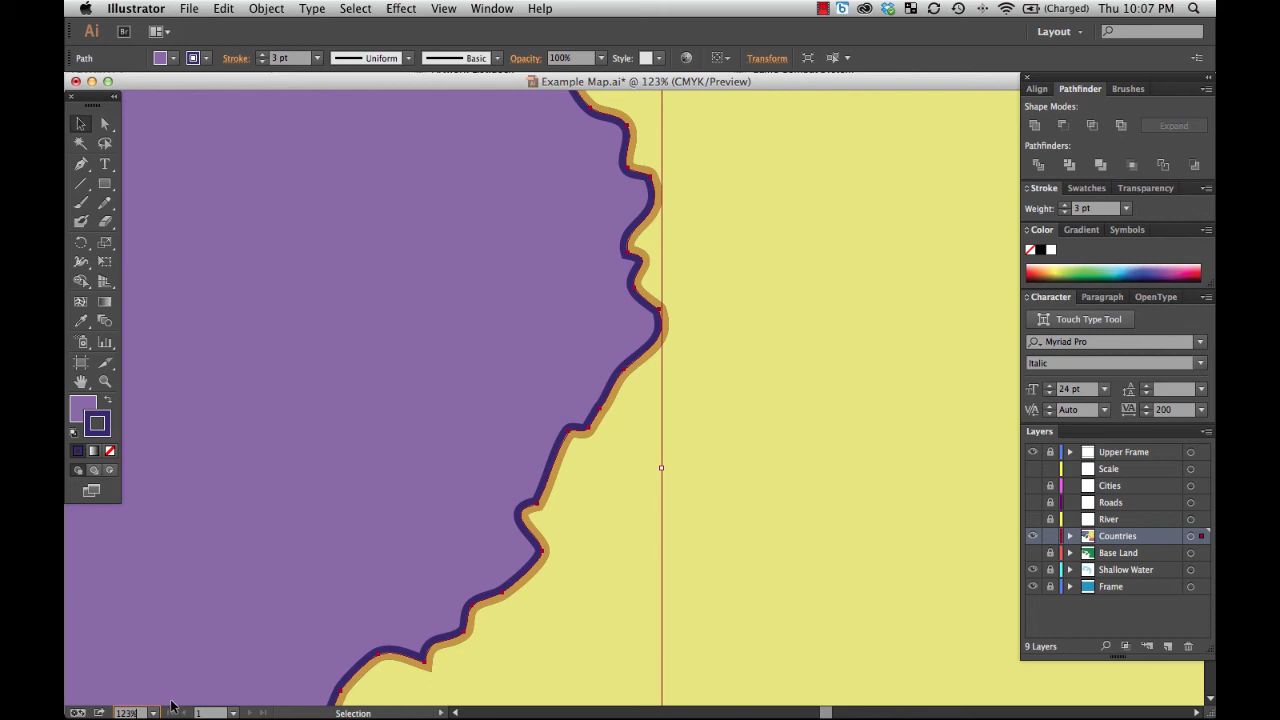 Illustrator File Edit Object Type Select Effect View Window Help (Charged) Thu 10:07 PM
Ai Br Layout
Path Stroke: 3 pt Uniform Basic Opacity: 100% Style: Transform
Example Map.ai* @ 123% (CMYK/Preview)
Align Pathfinder Brushes
Shape Modes:
Expand
Pathfinders:
Stroke Swatches Transparency
Weight: 3 pt
Color Gradient Symbols
Character Paragraph OpenType
Touch Type Tool
Myriad Pro
Italic
24 pt
Auto 200
Layers
Upper Frame
Scale
Cities
Roads
River
Countries
Base Land
Shallow Water
Frame
9 Layers
123% 1 Selection